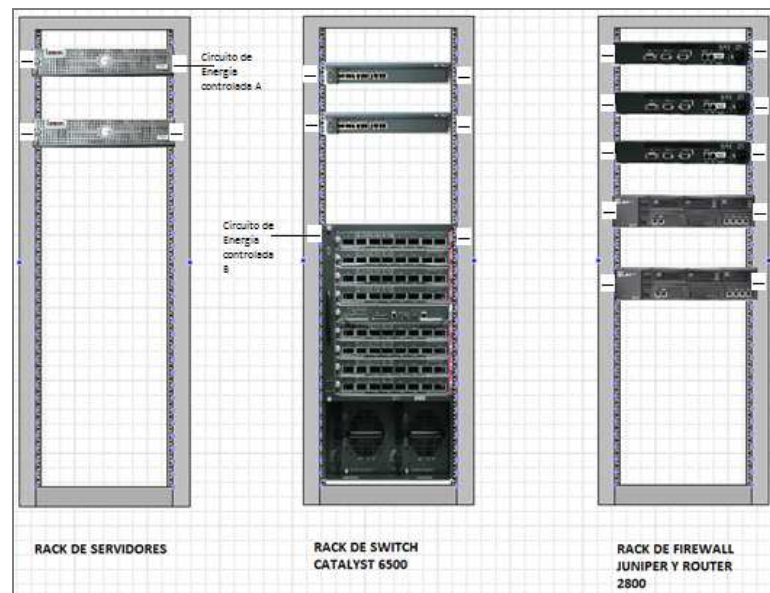 Circuito de
Energía
controlada A
Circuito de
Energía
controlada
B
RACK DE SERVIDORES
RACK DE SWITCH
CATALYST 6500
RACK DE FIREWALL
JUNIPER Y ROUTER
2800